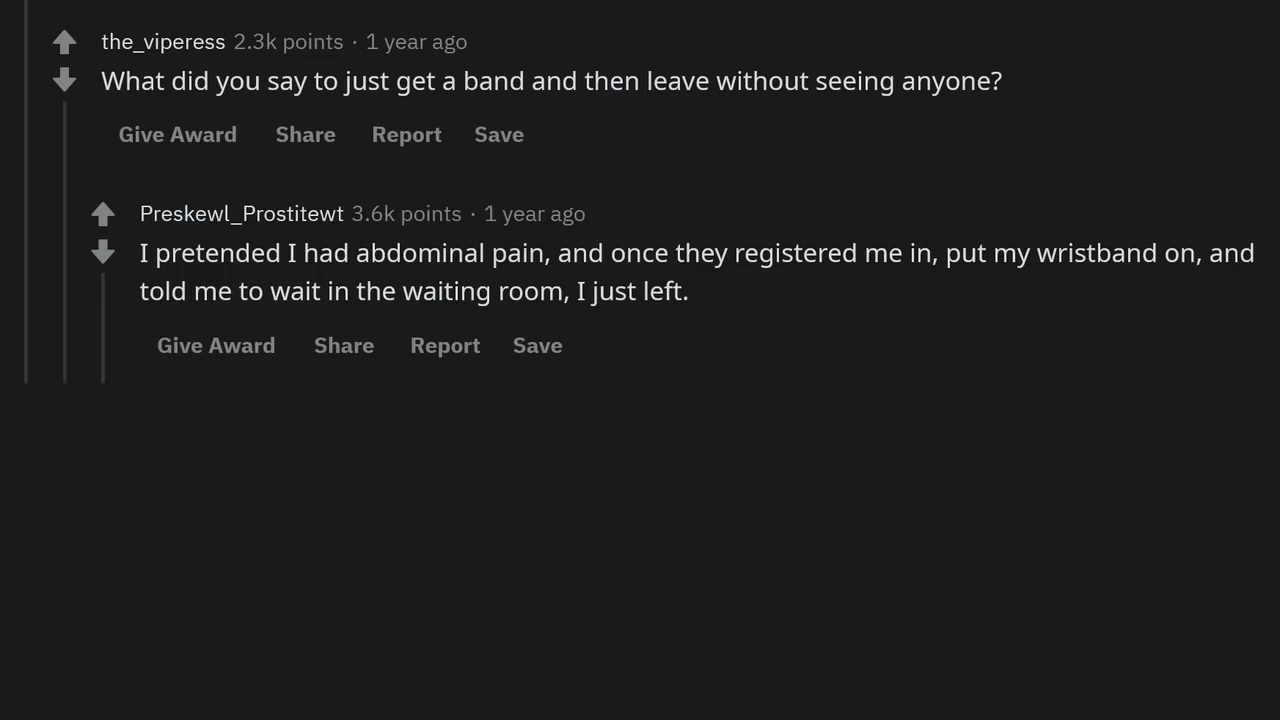 the_viperess 2.3k points · 1 year ago
What did you say to just get a band and then leave without seeing anyone?
Give Award Share Report Save
Preskewl_Prostitewt 3.6k points · 1 year ago
I pretended I had abdominal pain, and once they registered me in, put my wristband on, and
told me to wait in the waiting room, I just left.
Give Award Share Report Save